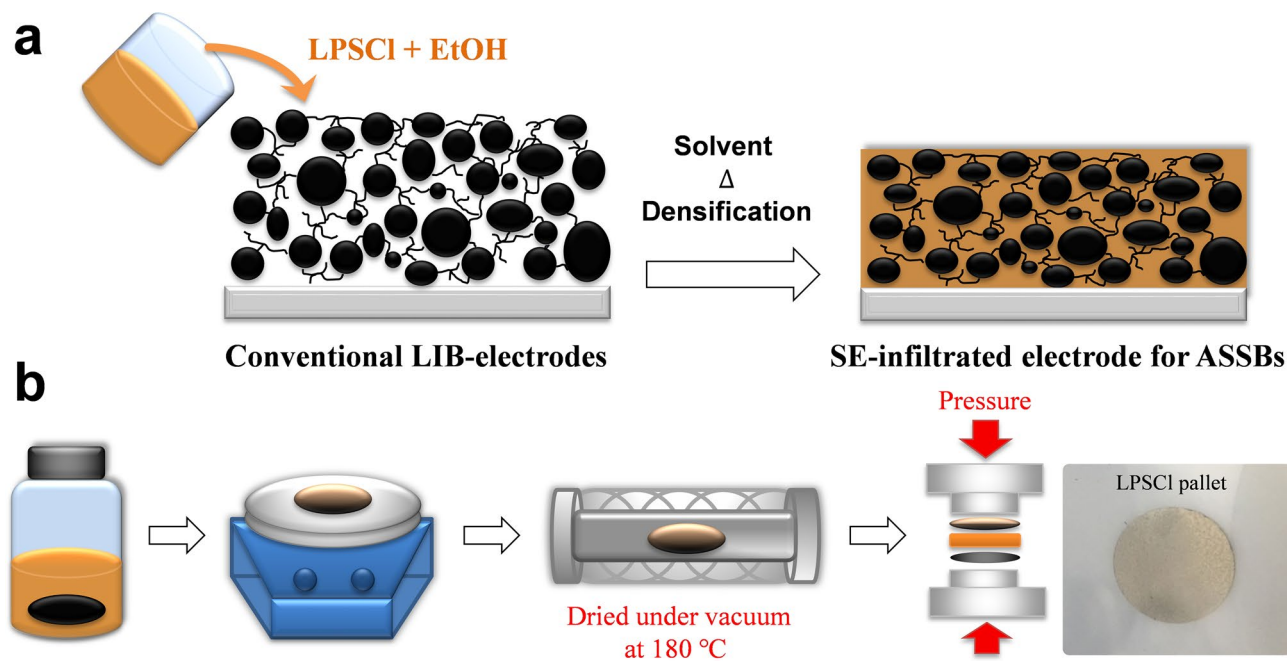 a
LPSCl + EtOH
Solvent
Δ
Densification
Conventional LIB-electrodes
SE-infiltrated electrode for ASSBs
b
Pressure
LPSCl pallet
Dried under vacuum
at 180 ℃